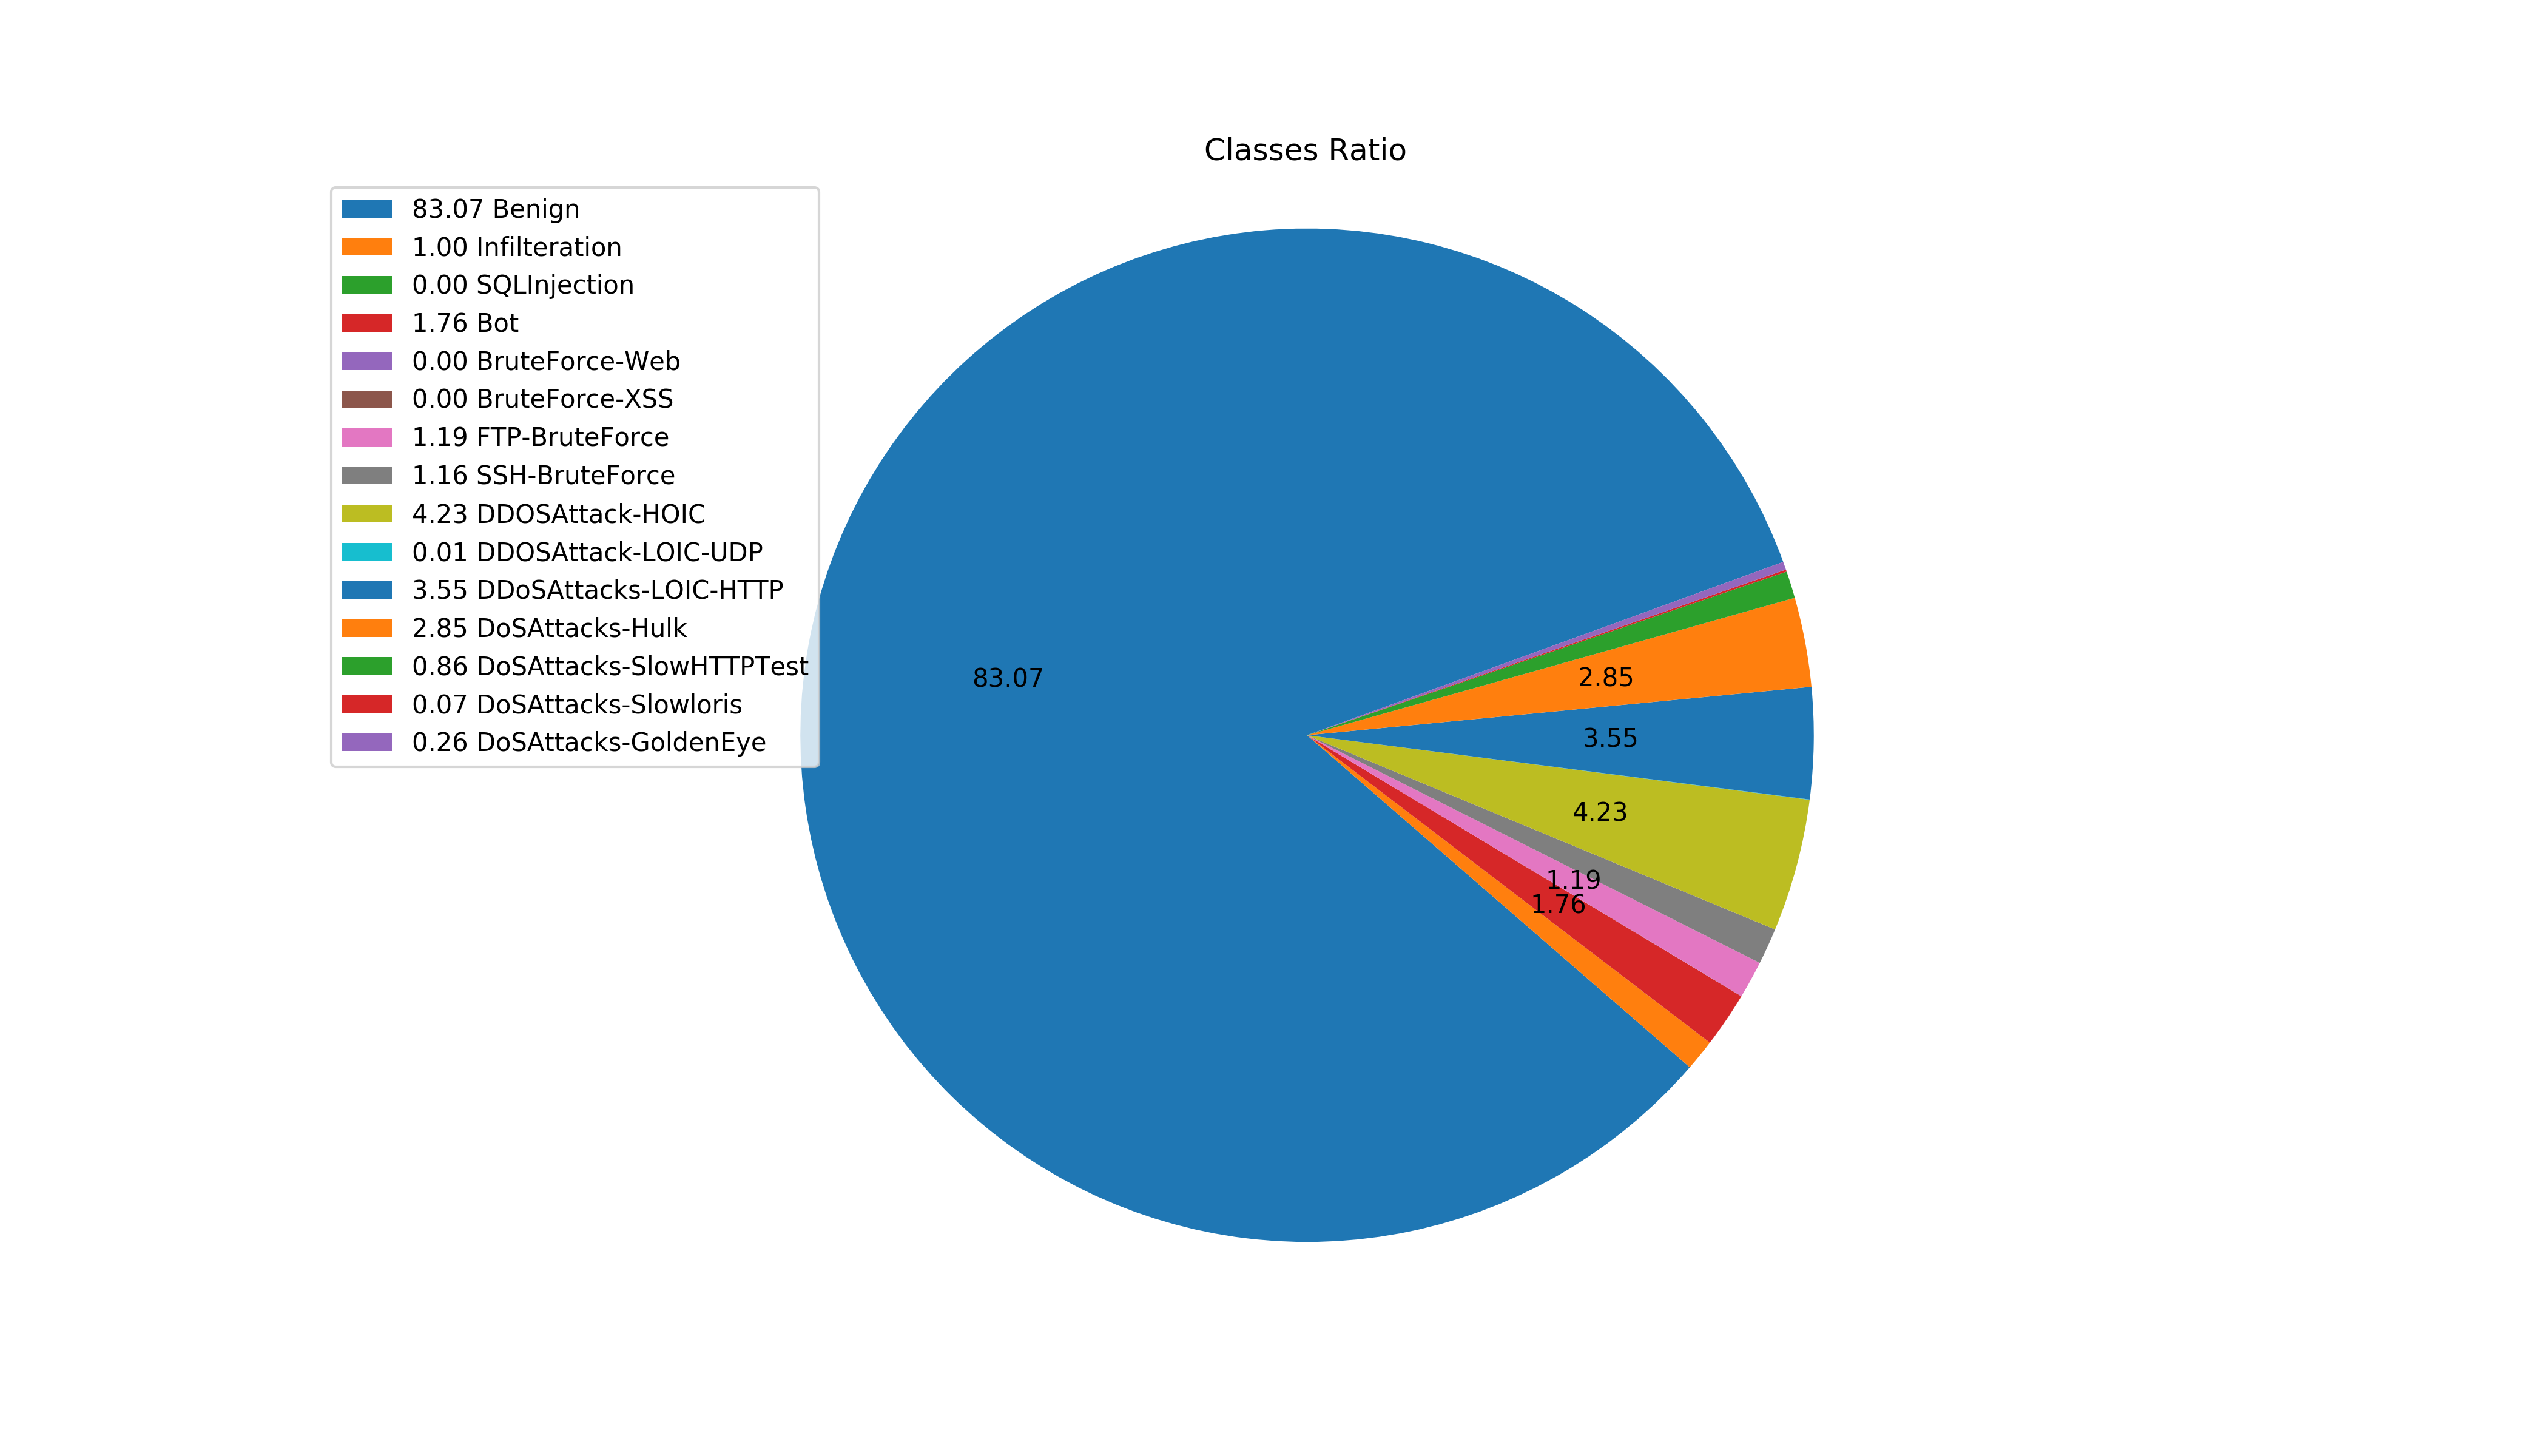 Classes Ratio
83.07 Benign
1.00 Infilteration
0.00 SQLInjection
1.76 Bot
0.00 BruteForce-Web
0.00 BruteForce-XSS
1.19 FTP-BruteForce
1.16 SSH-BruteForce
4.23 DDOSAttack-HOIC
0.01 DDOSAttack-LOIC-UDP
3.55 DDoSAttacks-LOIC-HTTP
2.85 DoSAttacks-Hulk
0.86 DoSAttacks-SlowHTTPTest
0.07 DoSAttacks-Slowloris
0.26 DoSAttacks-GoldenEye
83.07
2.85
3.55
4.23
1.19
1.76